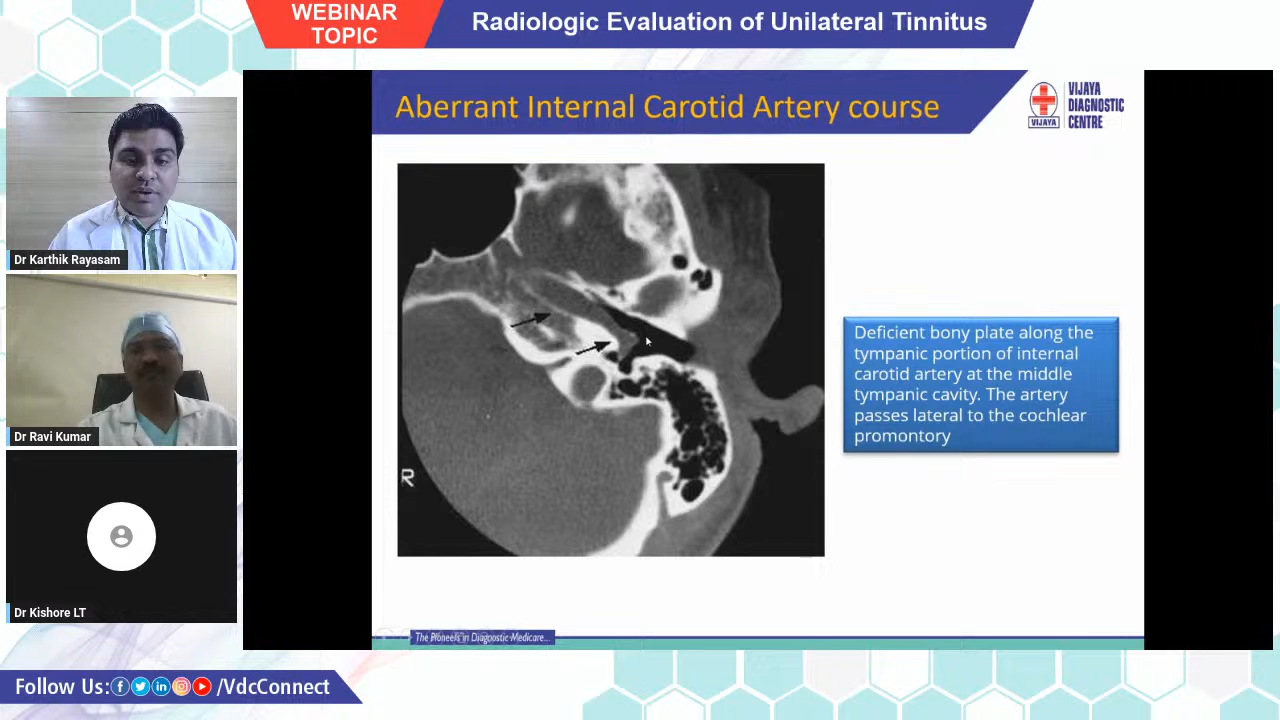 WEBINAR
TOPIC
Radiologic Evaluation of Unilateral Tinnitus
Dr Karthik Rayasam
Dr Ravi Kumar
Dr Kishore LT
Aberrant Internal Carotid Artery course
VIJAYA
DIAGNOSTIC
CENTRE
VIJAYA
R
Deficient bony plate along the
tympanic portion of internal
carotid artery at the middle
tympanic cavity. The artery
passes lateral to the cochlear
promontory
The Pioneers in Diagnostic Medicare...
Follow Us: /VdcConnect